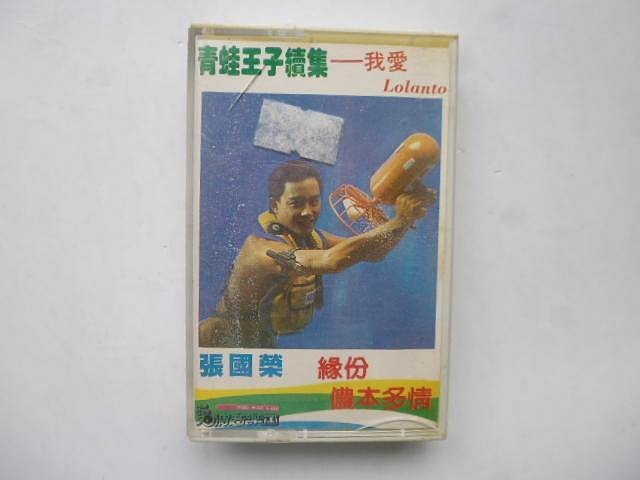 青蛙王子續集—我愛
Lolanto
張國榮 緣份
儂本多情